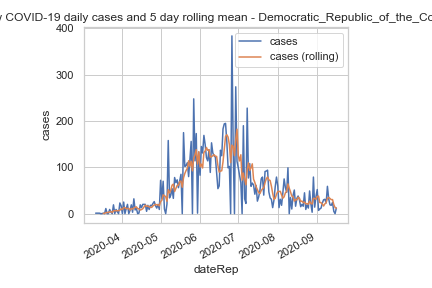 COVID-19 daily cases and 5 day rolling mean - Democratic_Republic_of_the_Co
cases
cases (rolling)
400
300
200
100
0
cases
2020-04
2020-05
2020-06
2020-07
2020-08
2020-09
dateRep